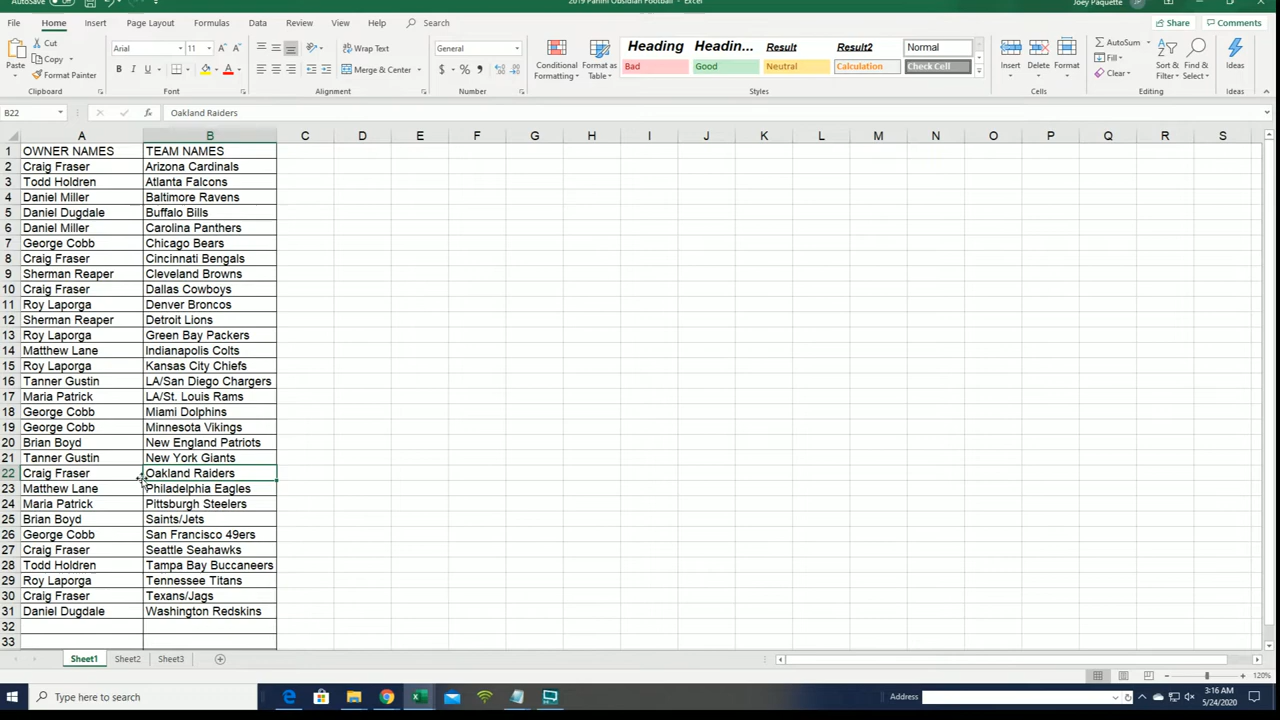 2019 Panini Obsidian Football - Excel
Joey Paquette JP
AutoSave Off
File Home Insert Page Layout Formulas Data Review View Help Search Share Comments
Cut
Copy
Format Painter
Paste
Clipboard
Arial 11
B I U
Font
Wrap Text
Merge & Center
Alignment
General
$ % 9
Number
Conditional Formatting
Format as Table
Heading Headin... Result Result2 Normal
Bad Good Neutral Calculation Check Cell
Styles
Insert Delete Format
Cells
AutoSum
Fill
Clear
Sort & Filter
Find & Select
Editing
Ideas
Ideas
B22 fx Oakland Raiders
A B C D E F G H I J K L M N O P Q R S
1 OWNER NAMES TEAM NAMES
2 Craig Fraser Arizona Cardinals
3 Todd Holdren Atlanta Falcons
4 Daniel Miller Baltimore Ravens
5 Daniel Dugdale Buffalo Bills
6 Daniel Miller Carolina Panthers
7 George Cobb Chicago Bears
8 Craig Fraser Cincinnati Bengals
9 Sherman Reaper Cleveland Browns
10 Craig Fraser Dallas Cowboys
11 Roy Laporga Denver Broncos
12 Sherman Reaper Detroit Lions
13 Roy Laporga Green Bay Packers
14 Matthew Lane Indianapolis Colts
15 Roy Laporga Kansas City Chiefs
16 Tanner Gustin LA/San Diego Chargers
17 Maria Patrick LA/St. Louis Rams
18 George Cobb Miami Dolphins
19 George Cobb Minnesota Vikings
20 Brian Boyd New England Patriots
21 Tanner Gustin New York Giants
22 Craig Fraser Oakland Raiders
23 Matthew Lane Philadelphia Eagles
24 Maria Patrick Pittsburgh Steelers
25 Brian Boyd Saints/Jets
26 George Cobb San Francisco 49ers
27 Craig Fraser Seattle Seahawks
28 Todd Holdren Tampa Bay Buccaneers
29 Roy Laporga Tennessee Titans
30 Craig Fraser Texans/Jags
31 Daniel Dugdale Washington Redskins
32
33
Sheet1 Sheet2 Sheet3
120%
Type here to search
Address
3:16 AM
5/24/2020